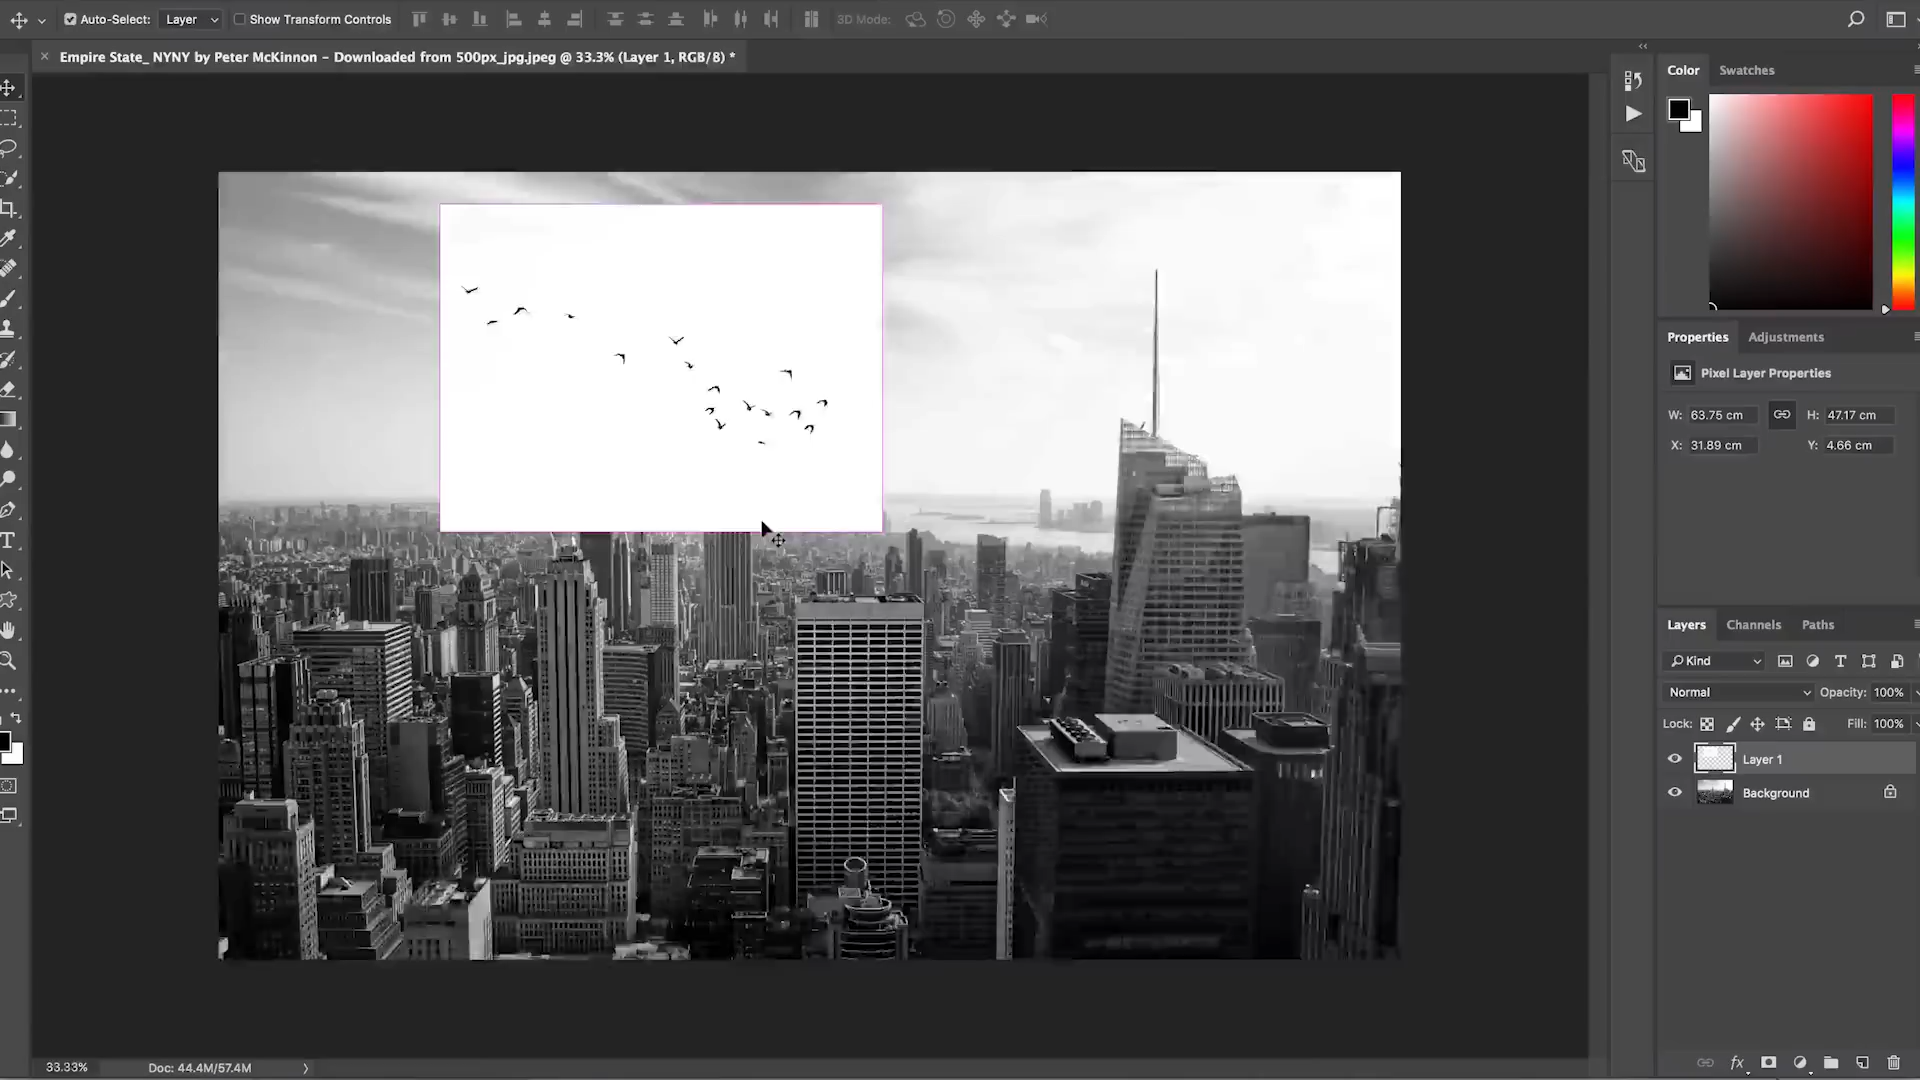 Auto-Select: Layer Show Transform Controls 3D Mode:
Empire State_ NYNY by Peter McKinnon – Downloaded from 500px_jpg.jpeg @ 33.3% (Layer 1, RGB/8) *
Color Swatches
Properties Adjustments
Pixel Layer Properties
W: 63.75 cm H: 47.17 cm
X: 31.89 cm Y: 4.66 cm
Layers Channels Paths
Kind
Normal Opacity: 100%
Lock: Fill: 100%
Layer 1
Background
33.33% Doc: 44.4M/57.4M